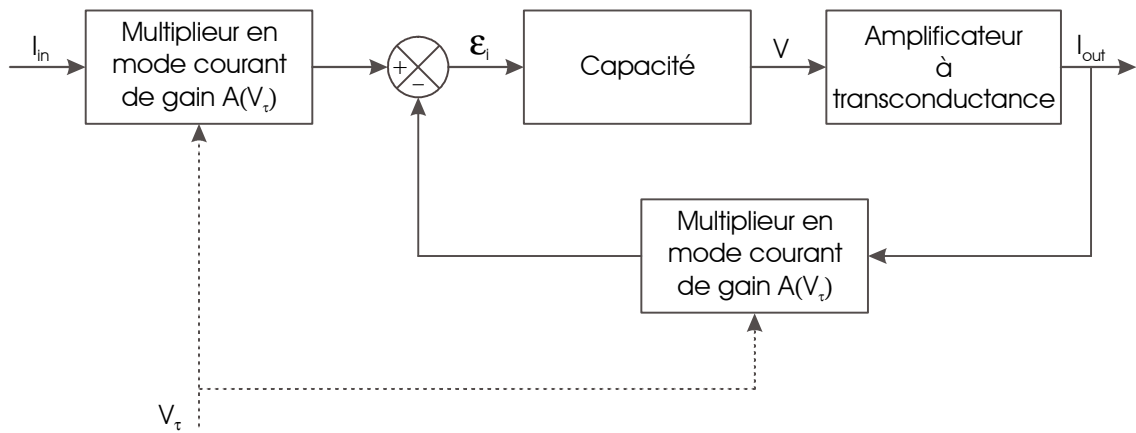 I_in
Multiplieur en
mode courant
de gain A(V_τ)
+
−
ε_i
Capacité
V
Amplificateur
à
transconductance
I_out
Multiplieur en
mode courant
de gain A(V_τ)
V_τ